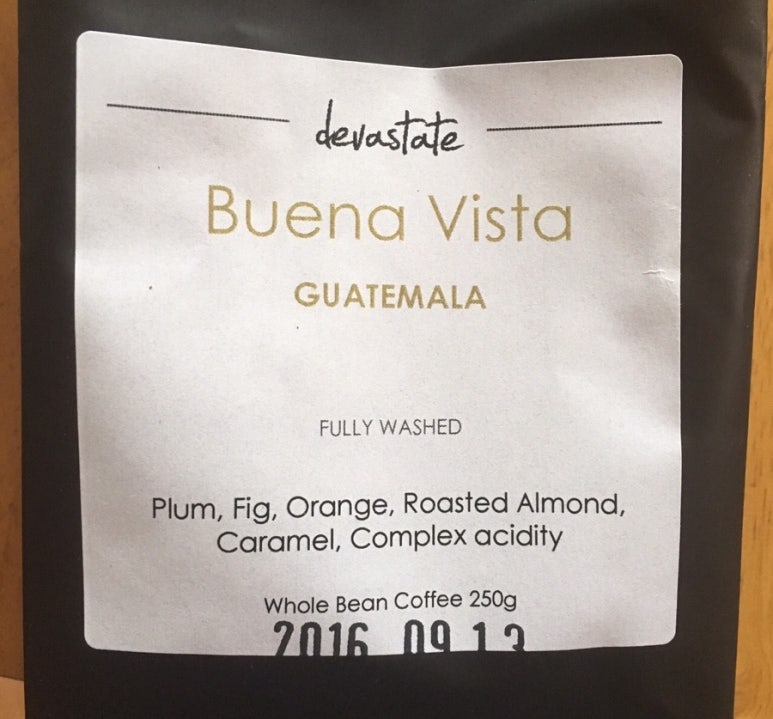 devastate
Buena Vista
GUATEMALA
FULLY WASHED
Plum, Fig, Orange, Roasted Almond,
Caramel, Complex acidity
Whole Bean Coffee 250g
2016 09